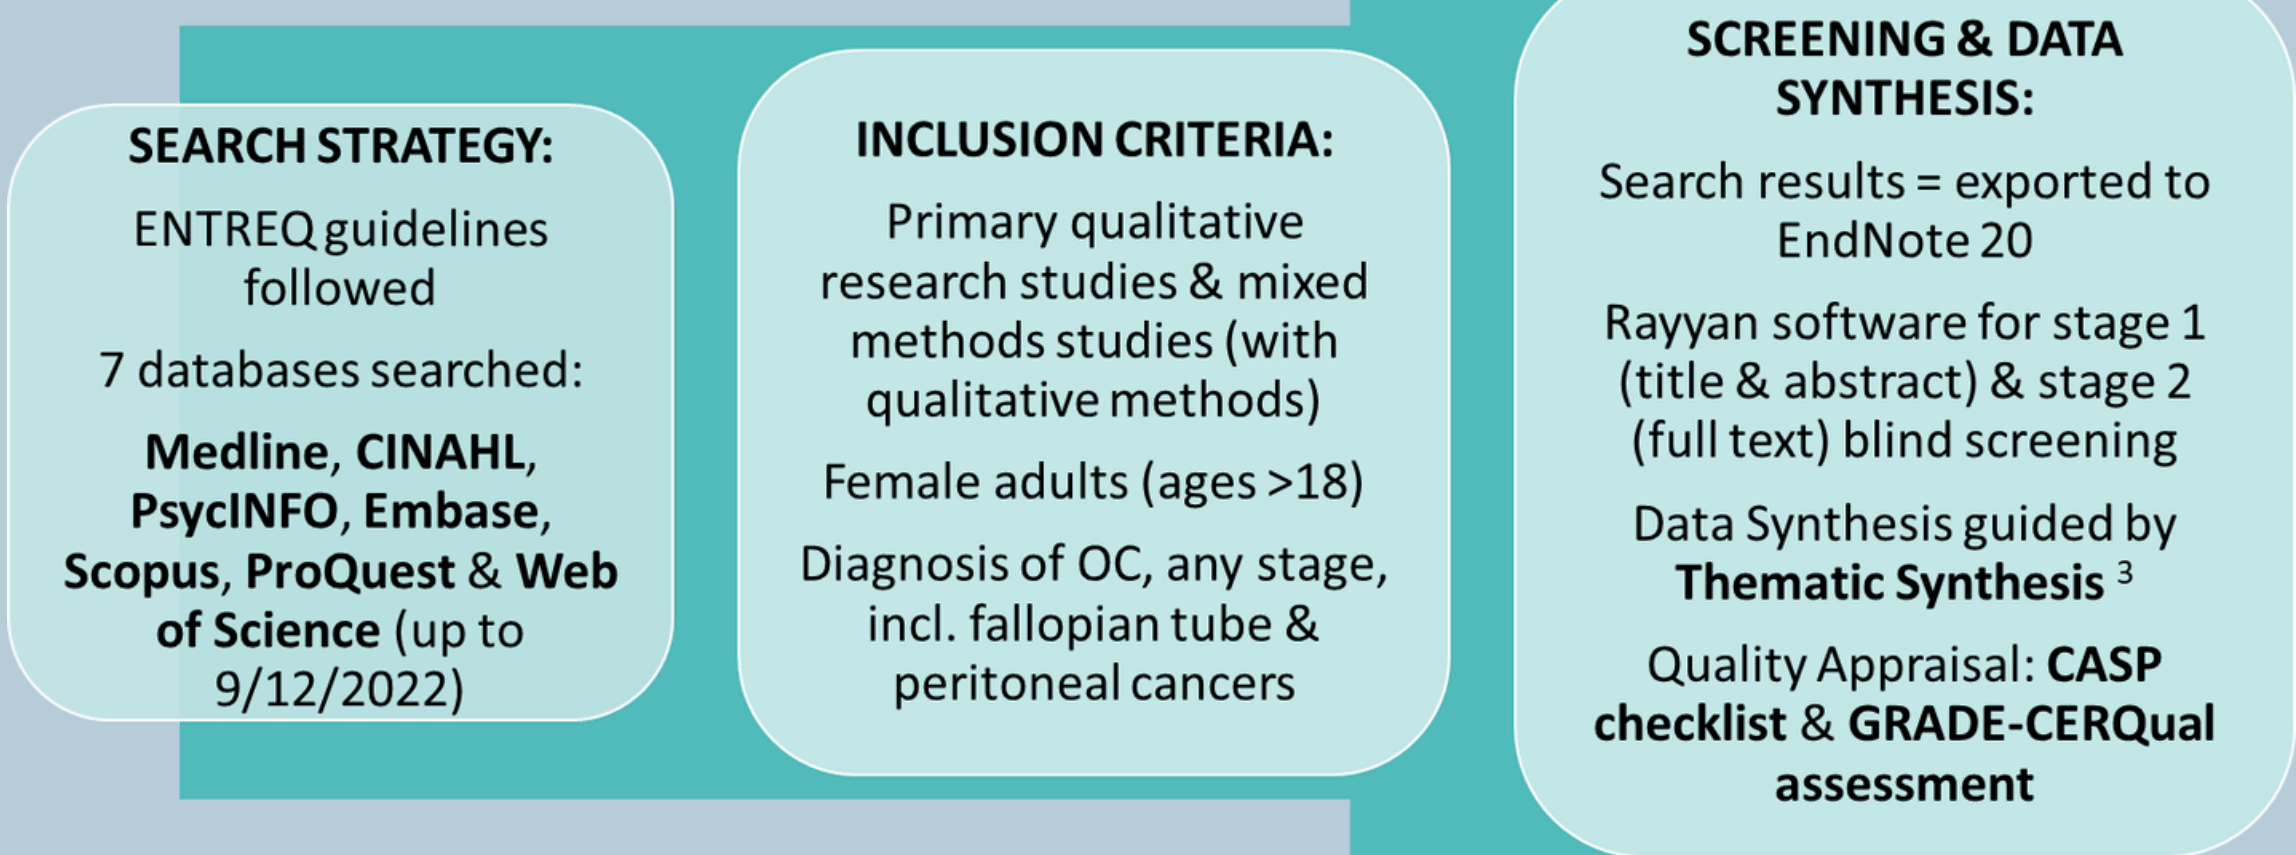 SEARCH STRATEGY:
ENTREQ guidelines
followed
7 databases searched:
Medline, CINAHL,
PsycINFO, Embase,
Scopus, ProQuest & Web
of Science (up to
9/12/2022)
INCLUSION CRITERIA:
Primary qualitative
research studies & mixed
methods studies (with
qualitative methods)
Female adults (ages >18)
Diagnosis of OC, any stage,
incl. fallopian tube &
peritoneal cancers
SCREENING & DATA
SYNTHESIS:
Search results = exported to
EndNote 20
Rayyan software for stage 1
(title & abstract) & stage 2
(full text) blind screening
Data Synthesis guided by
Thematic Synthesis 3
Quality Appraisal: CASP
checklist & GRADE-CERQual
assessment